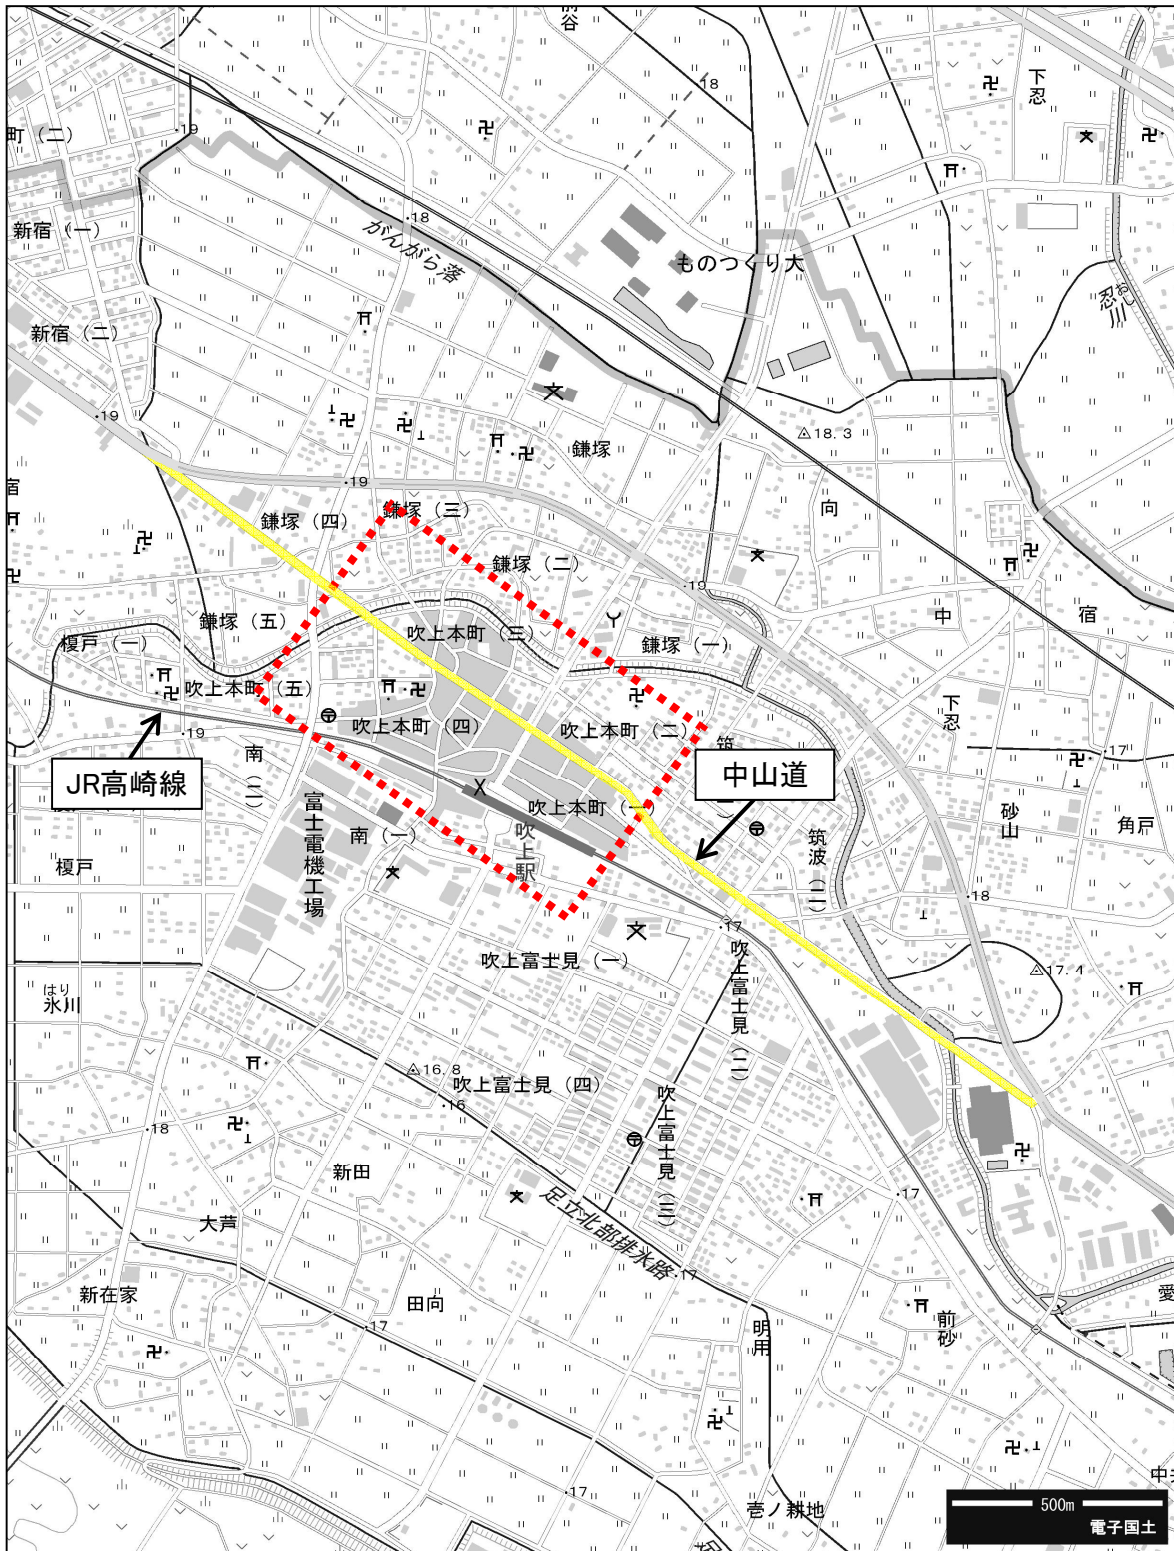 前谷
下忍
町（二）
19
18
新宿（一）
18
がんがら落
ものつくり大
忍川
おし
新宿（二）
19
鎌塚
18.3
宿
19
鎌塚（四）
鎌塚（三）
向
鎌塚（二）
19
鎌塚（五）
吹上本町（三）
鎌塚（一）
中
宿
榎戸（一）
吹上本町（五）
吹上本町（四）
吹上本町（二）
下忍
19
南（二）
JR高崎線
中山道
17
富士電機工場
南（一）
吹上本町（一）
吹上駅
筑波（二）
砂山
角戸
榎戸
18
17
吹上富士見（一）
吹上富士見（二）
17.4
はり
氷川
16.8
吹上富士見（四）
16
吹上富士見（三）
18
新田
17
大芦
足立北部排水路
17
新在家
田向
17
明用
前砂
愛
17
壱ノ耕地
中井
500m
電子国土